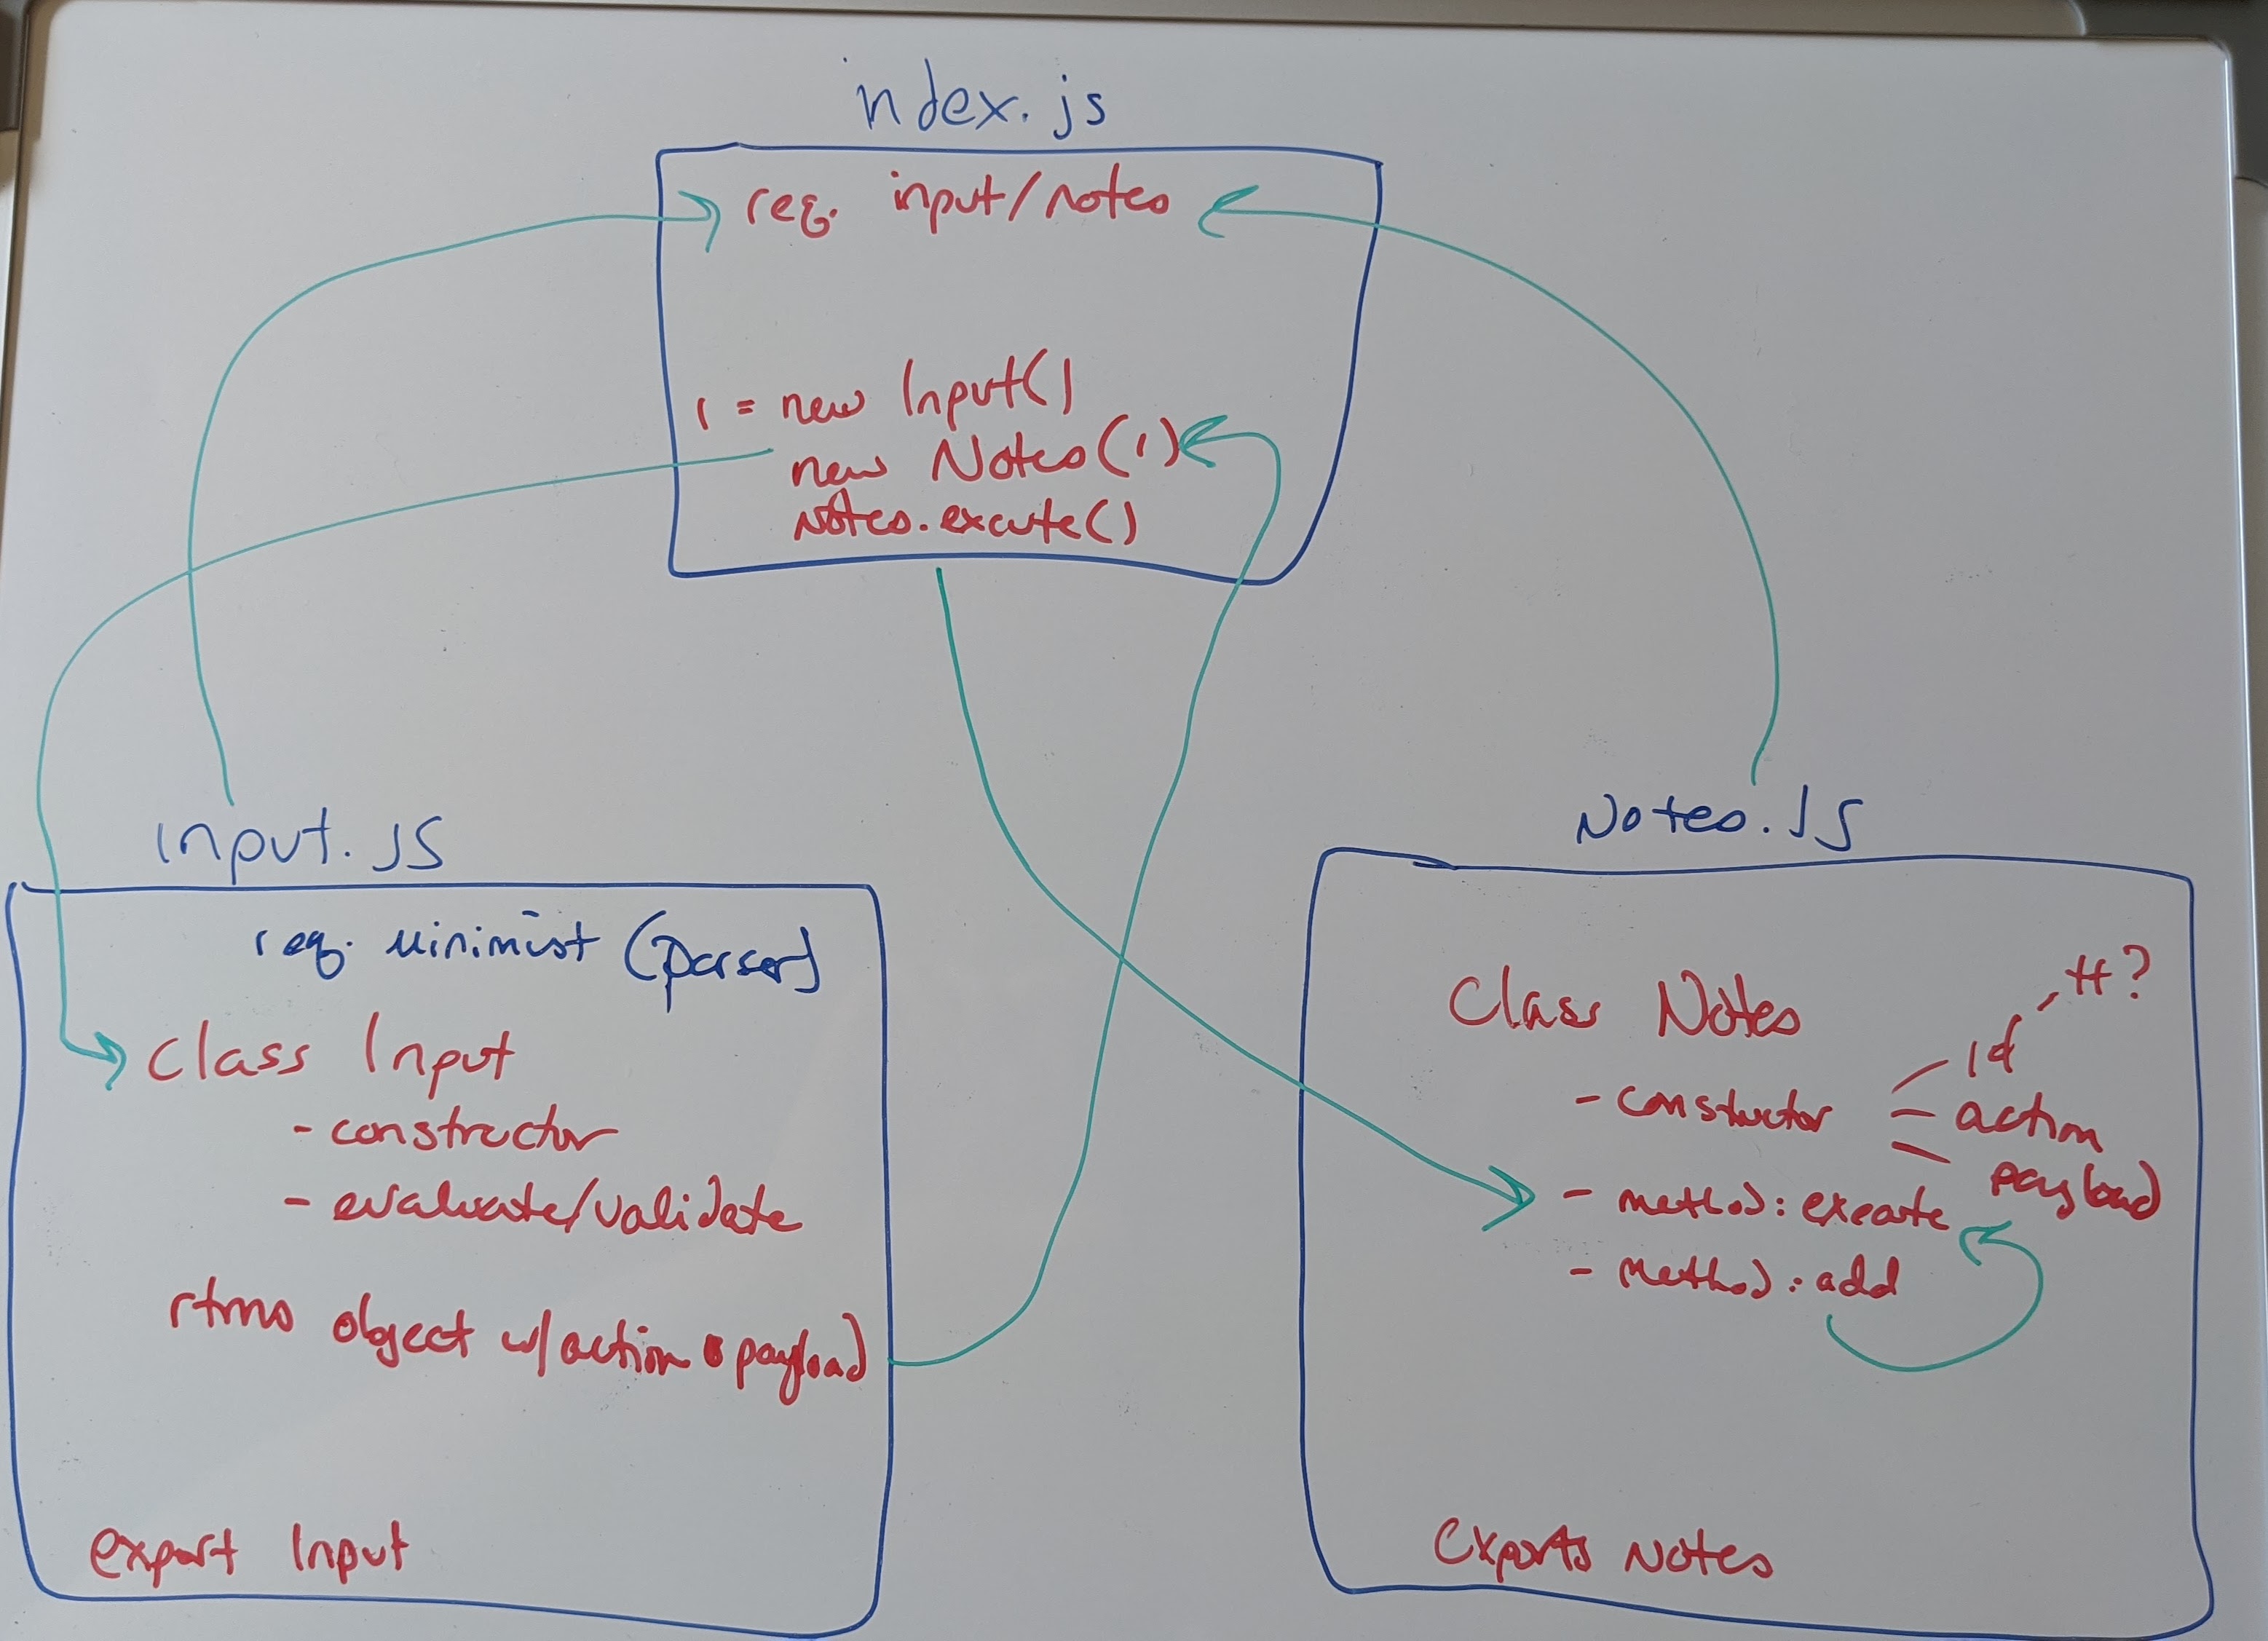 index.js
req. input/notes
i = new Input()
new Notes(i)
Notes.execute()
Input.JS
req. minimist (parser)
Class Input
- constructor
- evaluate/validate
rtrns object w/action & payload
export Input
Notes.JS
Class Notes
#?
id
- constructor
action
payload
- method: execute
- method: add
Exports Notes